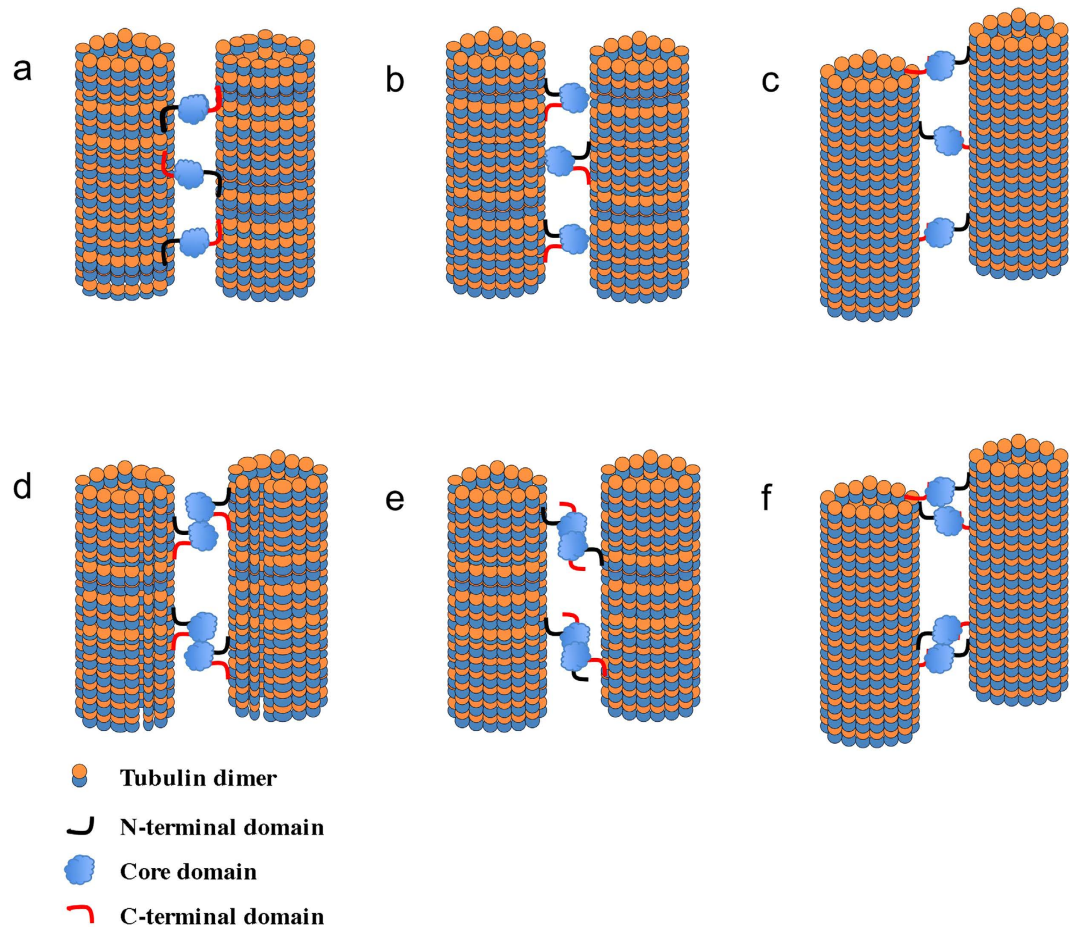 a
b
c
d
e
f
Tubulin dimer
N-terminal domain
Core domain
C-terminal domain